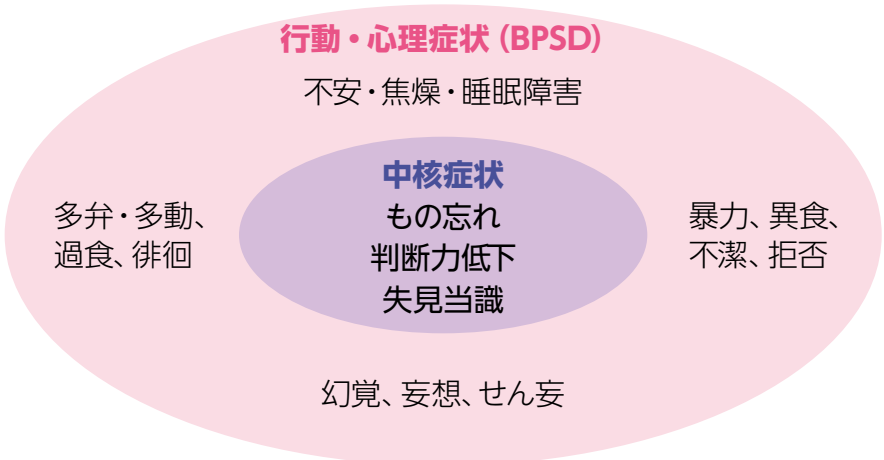 行動・心理症状（BPSD）
不安・焦燥・睡眠障害
中核症状
もの忘れ
判断力低下
失見当識
多弁・多動、
過食、徘徊
暴力、異食、
不潔、拒否
幻覚、妄想、せん妄